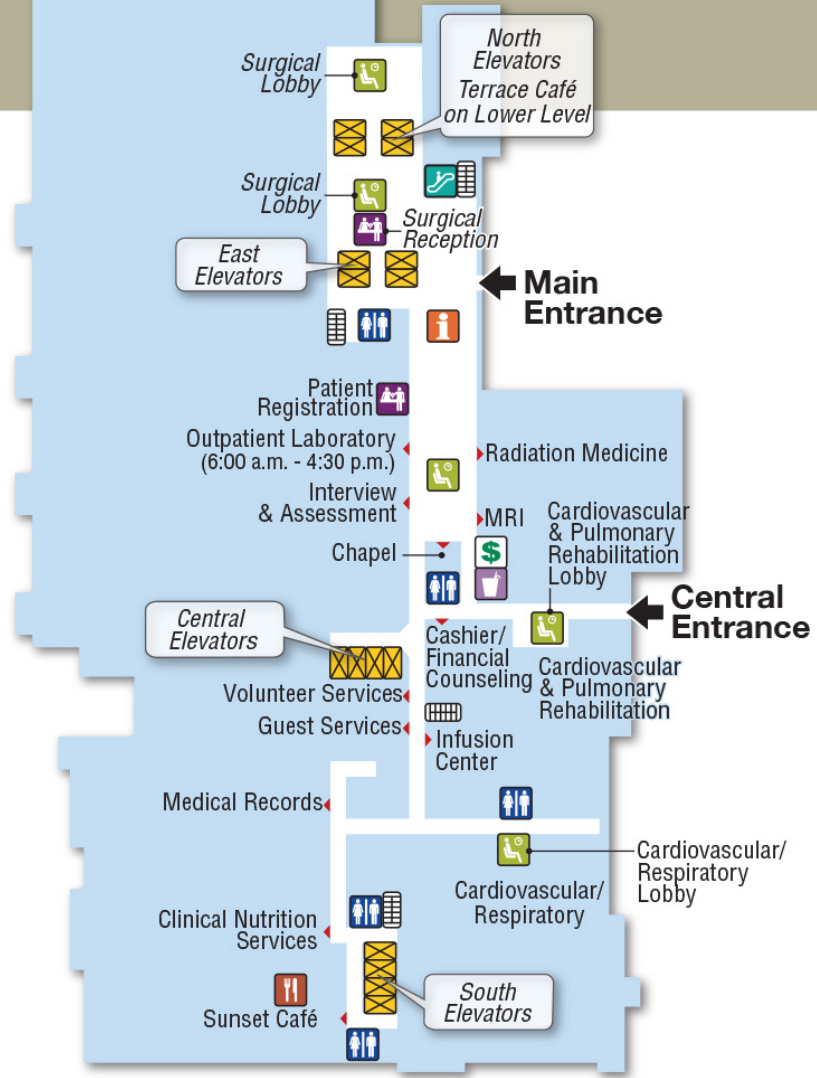 Surgical
Lobby
North
Elevators
Terrace Café
on Lower Level
Surgical
Lobby
Surgical
Reception
East
Elevators
Main
Entrance
i
Patient
Registration
Outpatient Laboratory
(6:00 a.m. - 4:30 p.m.)
Radiation Medicine
Interview
& Assessment
MRI
Cardiovascular
& Pulmonary
Rehabilitation
Lobby
Chapel
$
Central
Entrance
Central
Elevators
Cashier/
Financial
Counseling
Cardiovascular
& Pulmonary
Rehabilitation
Volunteer Services
Guest Services
Infusion
Center
Medical Records
Cardiovascular/
Respiratory
Lobby
Cardiovascular/
Respiratory
Clinical Nutrition
Services
South
Elevators
Sunset Café